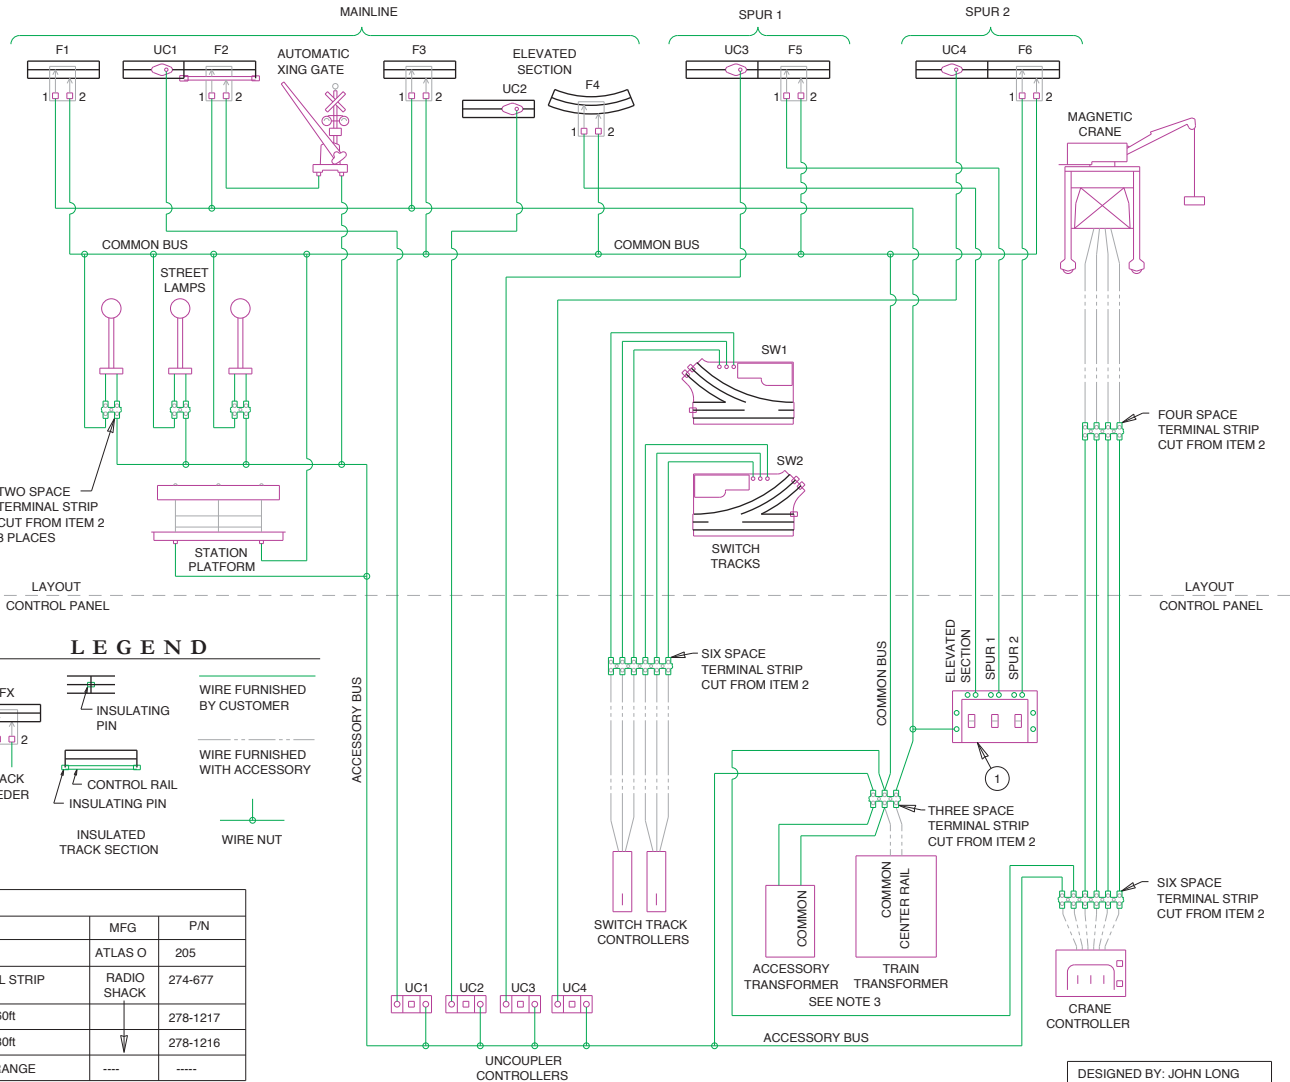 MAINLINE
SPUR 1
SPUR 2
F1
UC1
F2
AUTOMATIC
XING GATE
F3
ELEVATED
SECTION
UC2
F4
UC3
F5
UC4
F6
1 2
1 2
1 2
1 2
1 2
1 2
MAGNETIC
CRANE
COMMON BUS
COMMON BUS
STREET
LAMPS
SW1
SW2
SWITCH
TRACKS
FOUR SPACE
TERMINAL STRIP
CUT FROM ITEM 2
TWO SPACE
TERMINAL STRIP
CUT FROM ITEM 2
3 PLACES
STATION
PLATFORM
LAYOUT
CONTROL PANEL
LAYOUT
CONTROL PANEL
LEGEND
FX
2
INSULATING
PIN
WIRE FURNISHED
BY CUSTOMER
WIRE FURNISHED
WITH ACCESSORY
CONTROL RAIL
INSULATING PIN
INSULATED
TRACK SECTION
WIRE NUT
ACCESSORY BUS
SIX SPACE
TERMINAL STRIP
CUT FROM ITEM 2
COMMON BUS
ELEVATED
SECTION
SPUR 1
SPUR 2
1
THREE SPACE
TERMINAL STRIP
CUT FROM ITEM 2
SWITCH TRACK
CONTROLLERS
COMMON
ACCESSORY
TRANSFORMER
COMMON
CENTER RAIL
TRAIN
TRANSFORMER
SEE NOTE 3
SIX SPACE
TERMINAL STRIP
CUT FROM ITEM 2
CRANE
CONTROLLER
UC1
UC2
UC3
UC4
UNCOUPLER
CONTROLLERS
ACCESSORY BUS
MFG P/N
ATLAS O 205
STRIP RADIO SHACK 274-677
278-1217
278-1216
---- -----
DESIGNED BY: JOHN LONG